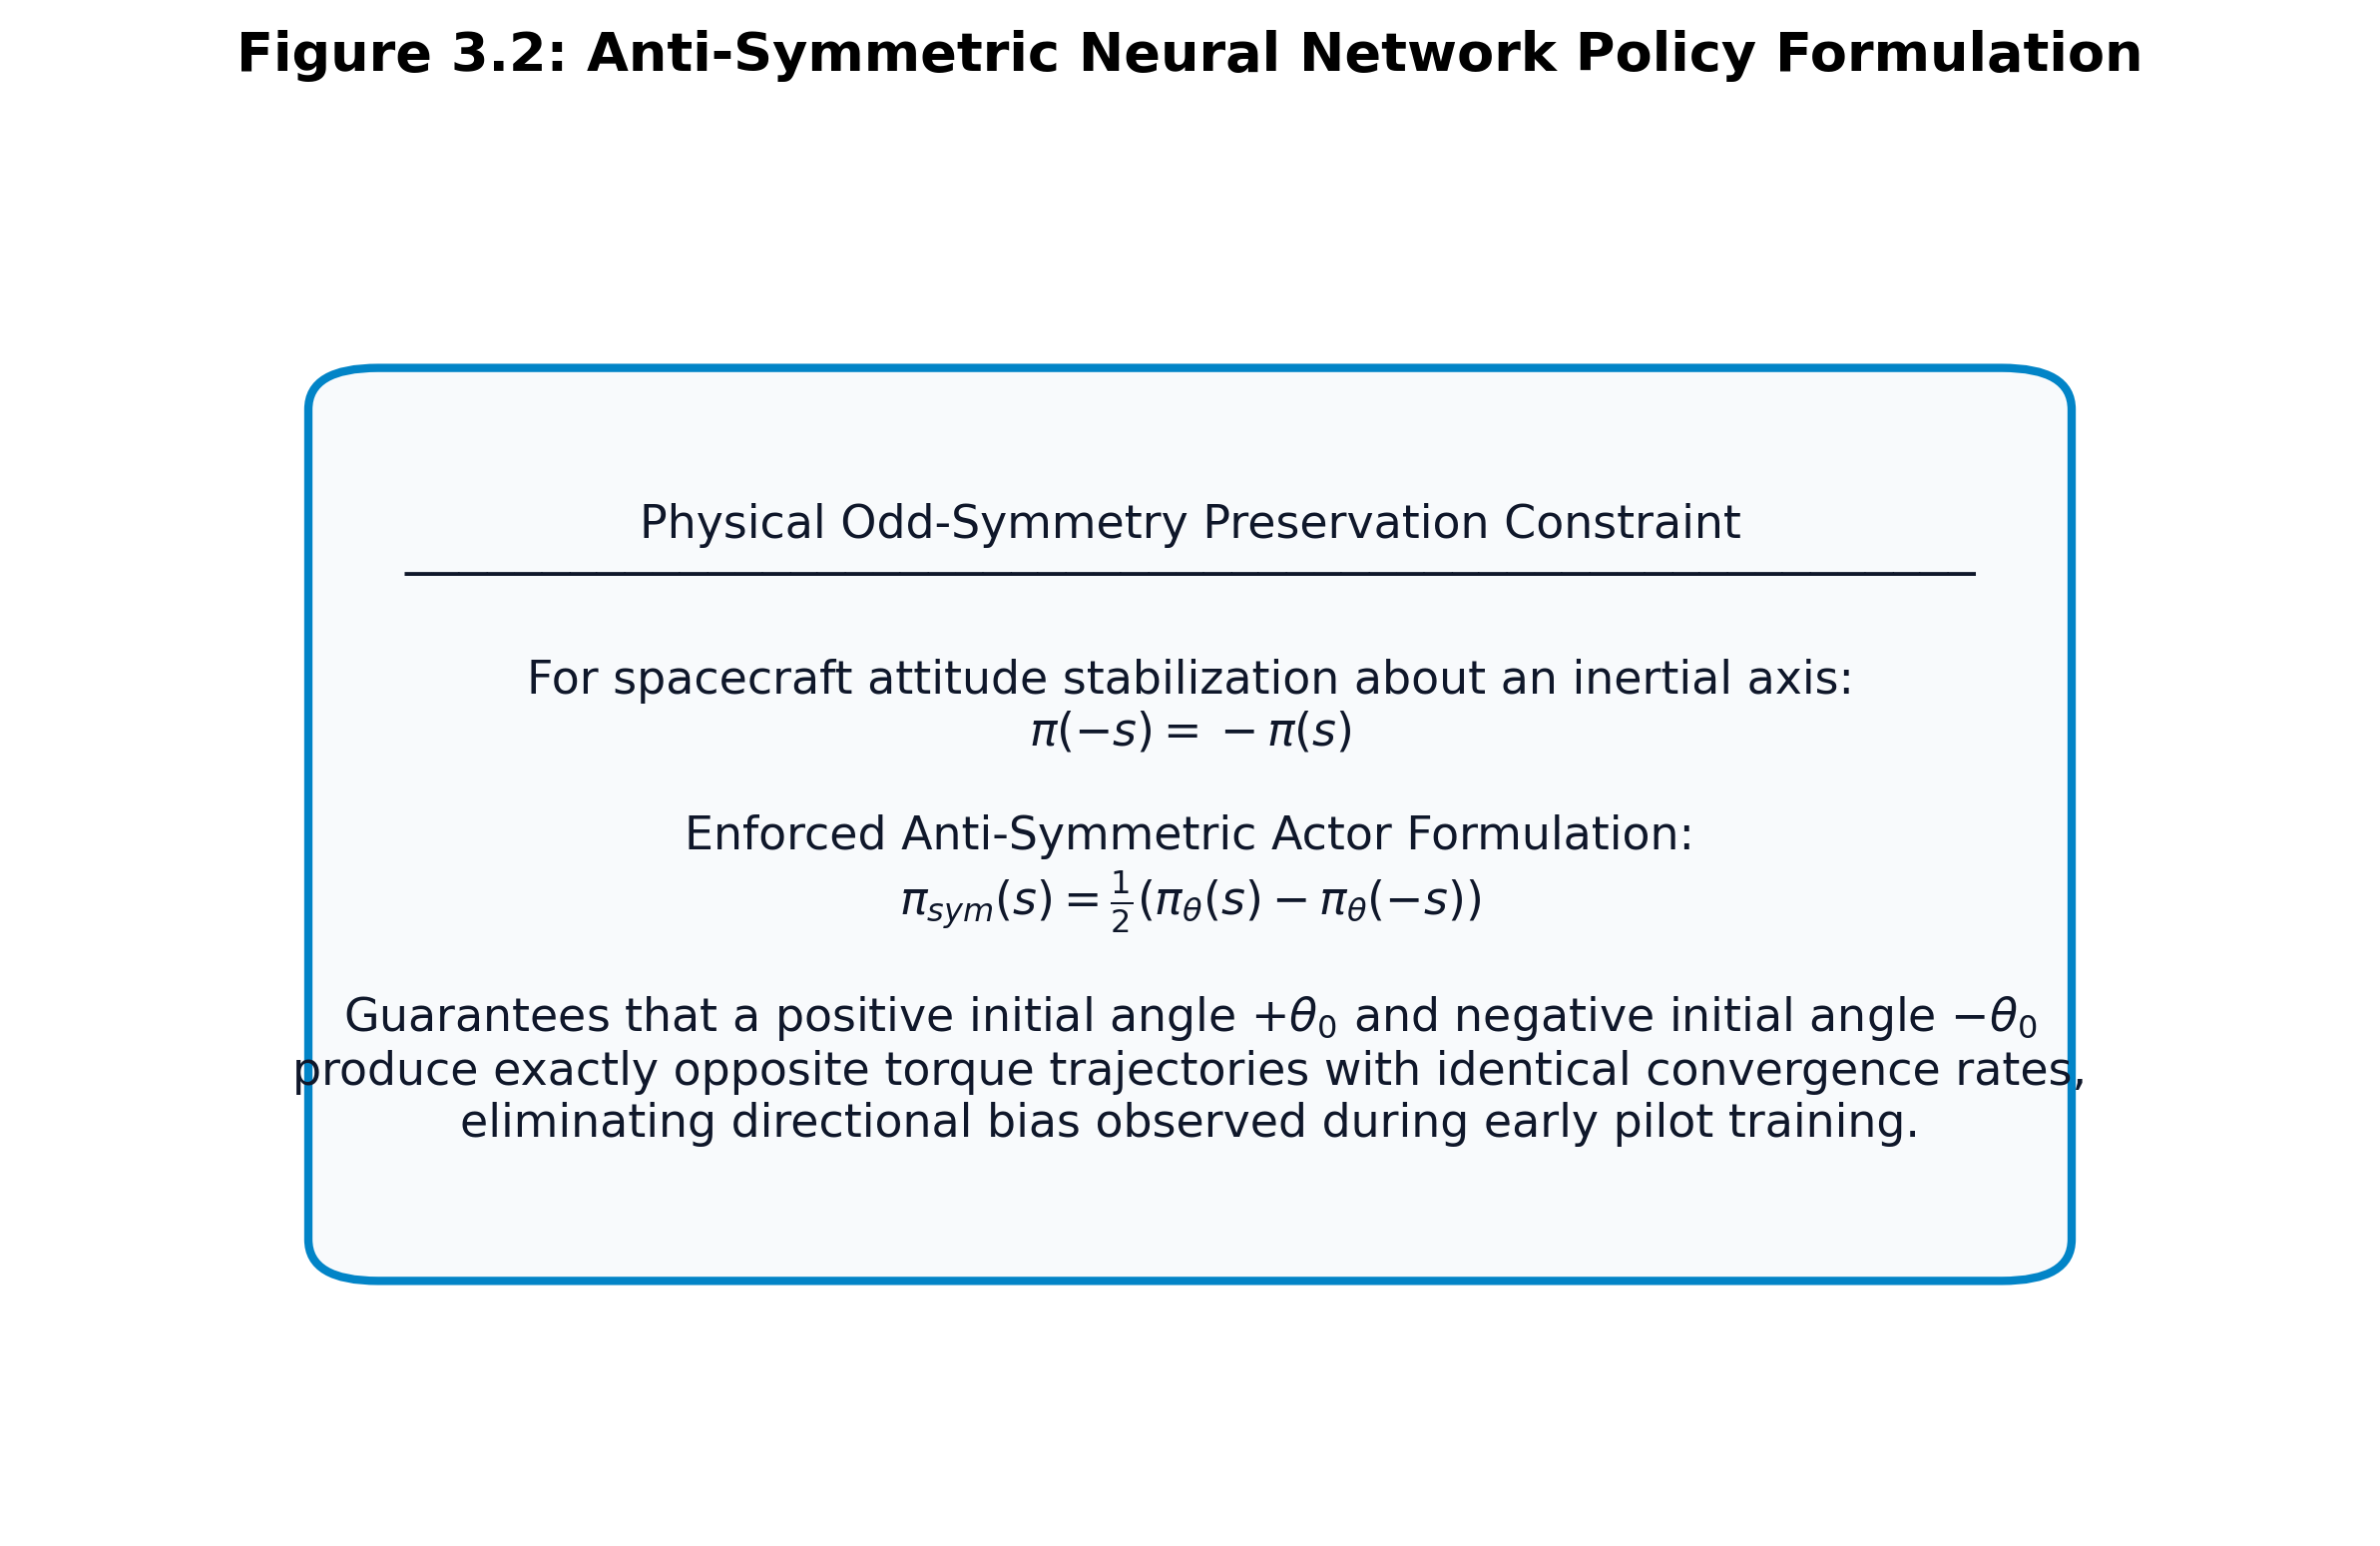 Figure 3.2: Anti-Symmetric Neural Network Policy Formulation
Physical Odd-Symmetry Preservation Constraint
For spacecraft attitude stabilization about an inertial axis:
π(−s) = −π(s)
Enforced Anti-Symmetric Actor Formulation:
π_sym(s) = ½(π_θ(s) − π_θ(−s))
Guarantees that a positive initial angle +θ₀ and negative initial angle −θ₀
produce exactly opposite torque trajectories with identical convergence rates,
eliminating directional bias observed during early pilot training.